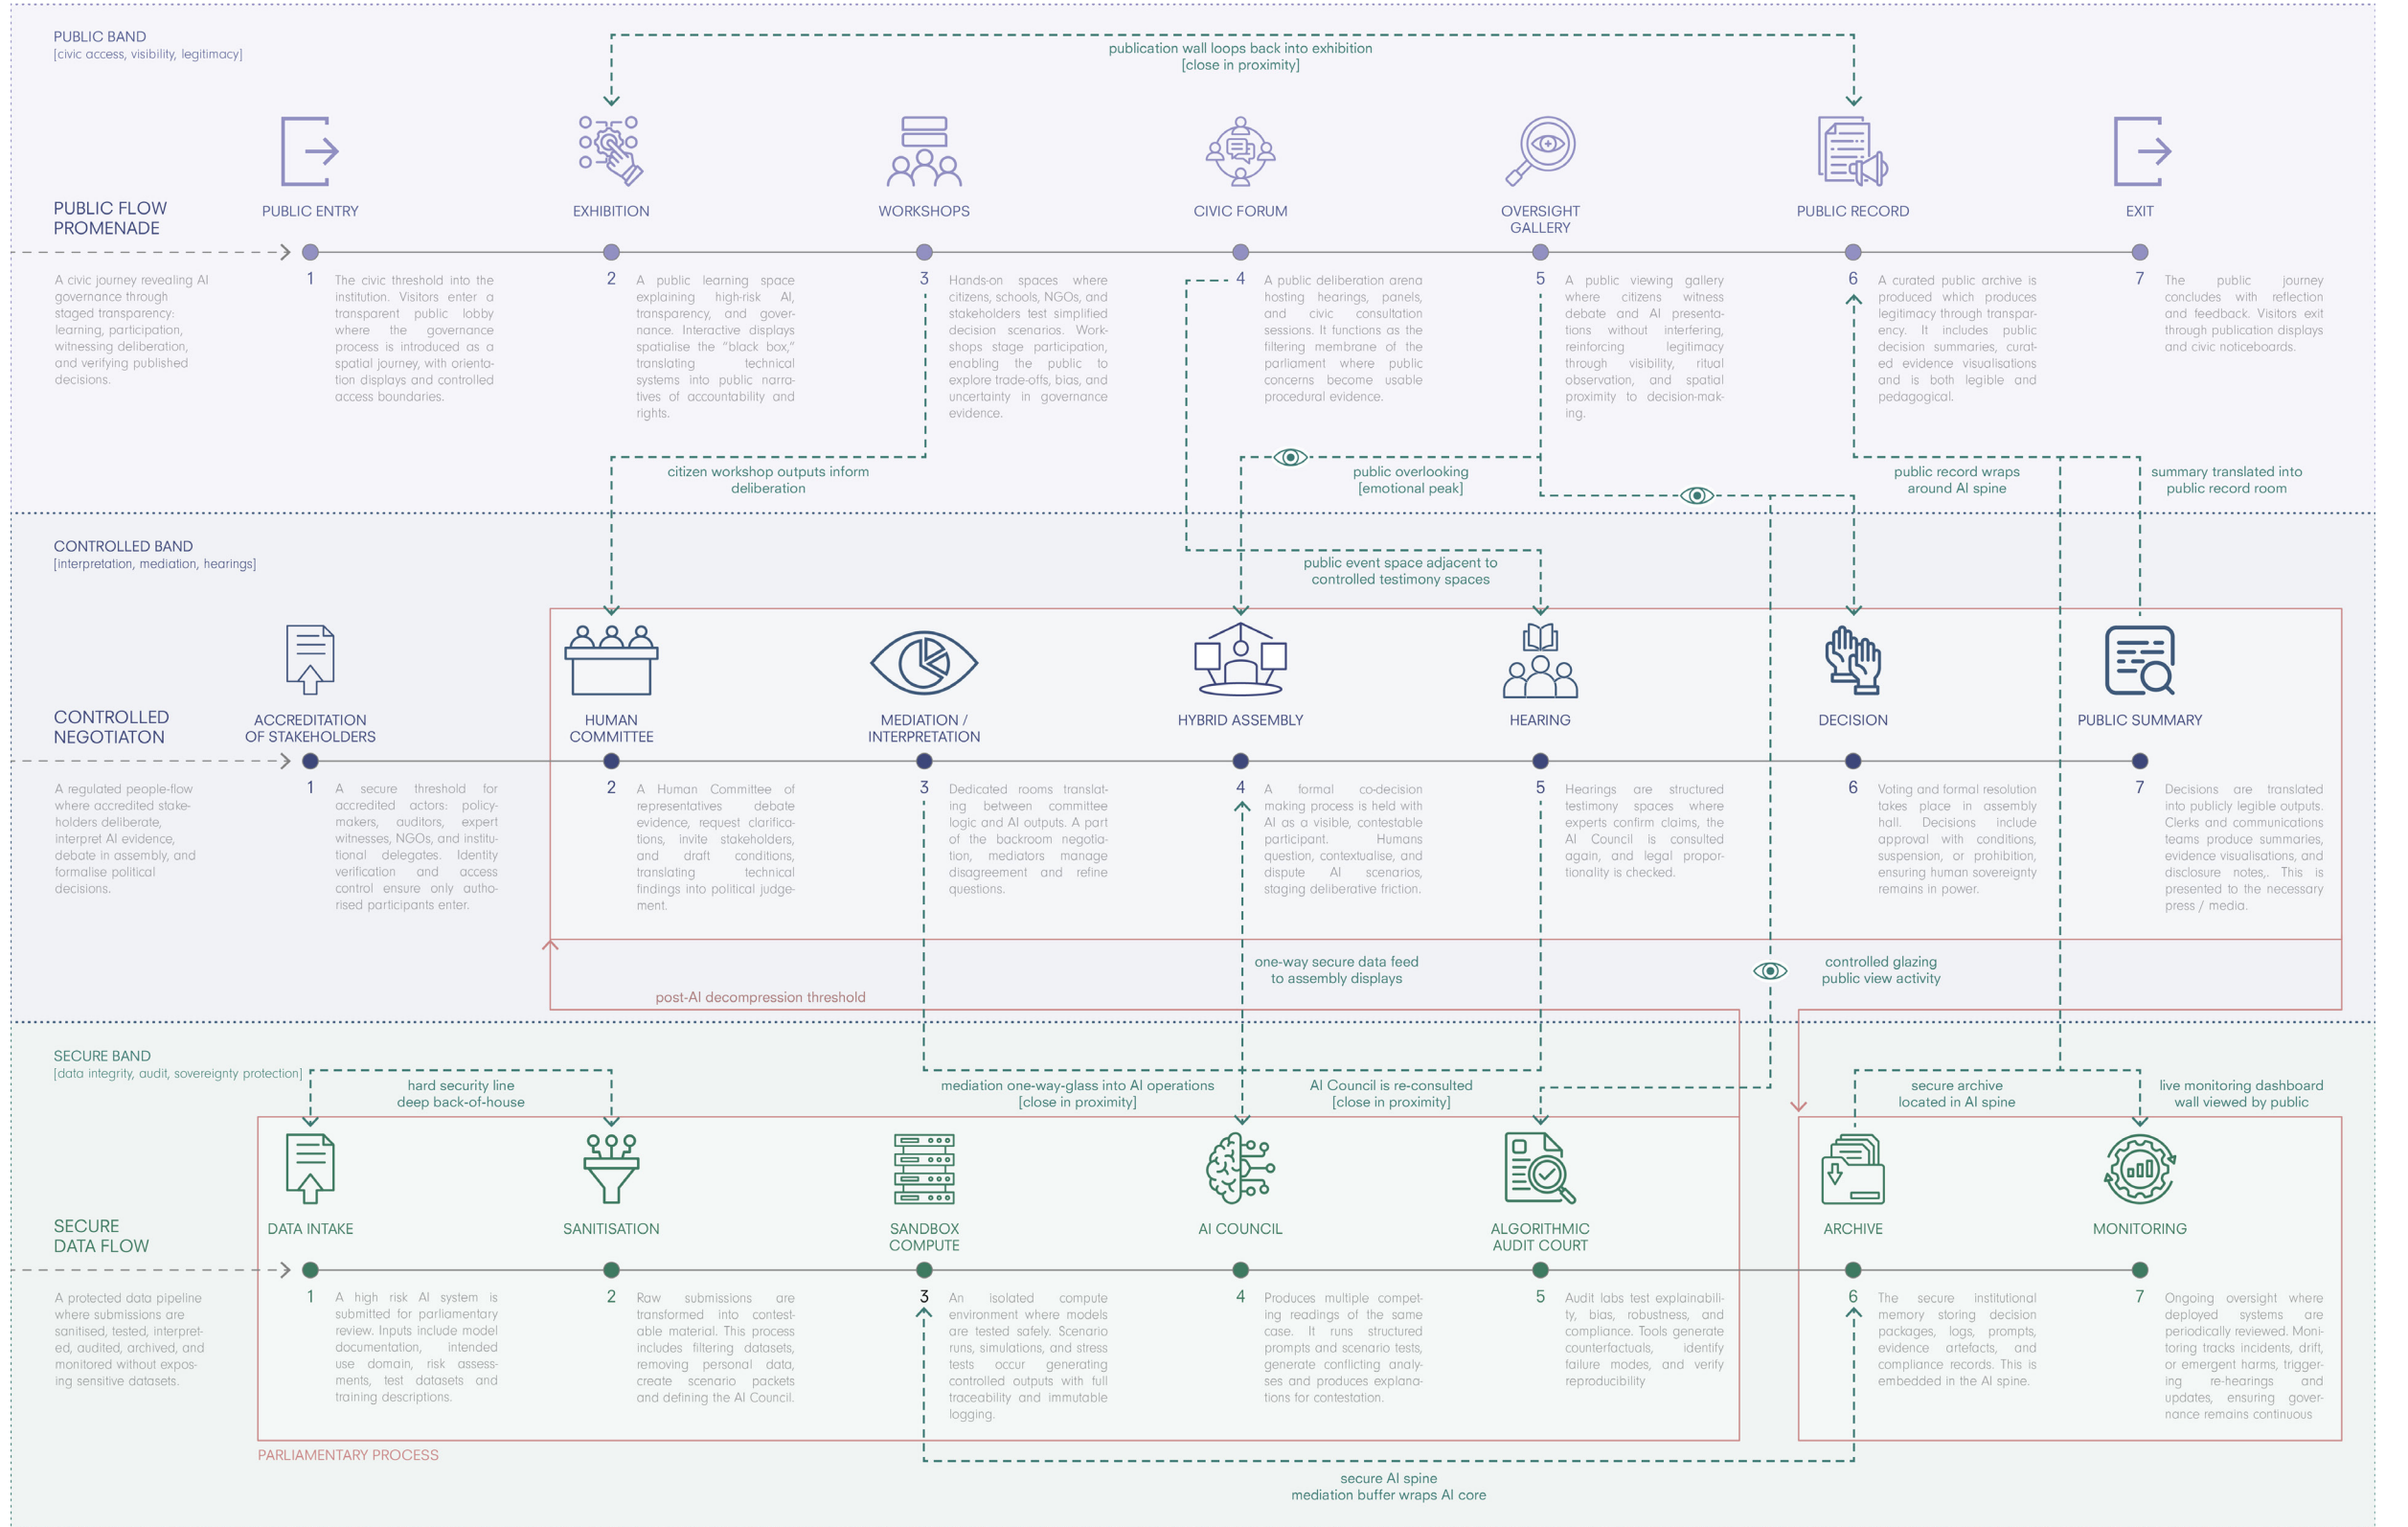 PUBLIC BAND
[civic access, visibility, legitimacy]
publication wall loops back into exhibition
[close in proximity]
PUBLIC FLOW
PROMENADE
A civic journey revealing AI
governance through
staged transparency:
learning, participation,
witnessing deliberation,
and verifying published
decisions.
PUBLIC ENTRY
1
The civic threshold into the
institution. Visitors enter a
transparent public lobby
where the governance
process is introduced as a
spatial journey, with orienta-
tion displays and controlled
access boundaries.
EXHIBITION
2
A public learning space
explaining high-risk AI,
transparency, and gover-
nance. Interactive displays
spatialise the “black box,”
translating technical
systems into public narra-
tives of accountability and
rights.
WORKSHOPS
3
Hands-on spaces where
citizens, schools, NGOs, and
stakeholders test simplified
decision scenarios. Work-
shops stage participation,
enabling the public to
explore trade-offs, bias, and
uncertainty in governance
evidence.
CIVIC FORUM
4
A public deliberation arena
hosting hearings, panels,
and civic consultation
sessions. It functions as the
filtering membrane of the
parliament where public
concerns become usable
procedural evidence.
OVERSIGHT
GALLERY
5
A public viewing gallery
where citizens witness
debate and AI presenta-
tions without interfering,
reinforcing legitimacy
through visibility, ritual
observation, and spatial
proximity to decision-mak-
ing.
PUBLIC RECORD
6
A curated public archive is
produced which produces
legitimacy through transpar-
ency. It includes public
decision summaries, curat-
ed evidence visualisations
and is both legible and
pedagogical.
EXIT
7
The public journey
concludes with reflection
and feedback. Visitors exit
through publication displays
and civic noticeboards.
citizen workshop outputs inform
deliberation
public overlooking
[emotional peak]
public record wraps
around AI spine
summary translated into
public record room
CONTROLLED BAND
[interpretation, mediation, hearings]
public event space adjacent to
controlled testimony spaces
CONTROLLED
NEGOTIATON
A regulated people-flow
where accredited stake-
holders deliberate,
interpret AI evidence,
debate in assembly, and
formalise political
decisions.
ACCREDITATION
OF STAKEHOLDERS
1
A secure threshold for
accredited actors: policy-
makers, auditors, expert
witnesses, NGOs, and institu-
tional delegates. Identity
verification and access
control ensure only autho-
rised participants enter.
HUMAN
COMMITTEE
2
A Human Committee of
representatives debate
evidence, request clarifica-
tions, invite stakeholders,
and draft conditions,
translating technical
findings into political judge-
ment.
MEDIATION /
INTERPRETATION
3
Dedicated rooms translat-
ing between committee
logic and AI outputs. A part
of the backroom negotia-
tion, mediators manage
disagreement and refine
questions.
HYBRID ASSEMBLY
4
A formal co-decision
making process is held with
AI as a visible, contestable
participant. Humans
question, contextualise, and
dispute AI scenarios,
staging deliberative friction.
HEARING
5
Hearings are structured
testimony spaces where
experts confirm claims, the
AI Council is consulted
again, and legal propor-
tionality is checked.
DECISION
6
Voting and formal resolution
takes place in assembly
hall. Decisions include
approval with conditions,
suspension, or prohibition,
ensuring human sovereignty
remains in power.
PUBLIC SUMMARY
7
Decisions are translated
into publicly legible outputs.
Clerks and communications
teams produce summaries,
evidence visualisations, and
disclosure notes,. This is
presented to the necessary
press / media.
one-way secure data feed
to assembly displays
controlled glazing
public view activity
post-AI decompression threshold
SECURE BAND
[data integrity, audit, sovereignty protection]
hard security line
deep back-of-house
mediation one-way-glass into AI operations
[close in proximity]
AI Council is re-consulted
[close in proximity]
secure archive
located in AI spine
live monitoring dashboard
wall viewed by public
SECURE
DATA FLOW
A protected data pipeline
where submissions are
sanitised, tested, interpret-
ed, audited, archived, and
monitored without expos-
ing sensitive datasets.
DATA INTAKE
1
A high risk AI system is
submitted for parliamentary
review. Inputs include model
documentation, intended
use domain, risk assess-
ments, test datasets and
training descriptions.
SANITISATION
2
Raw submissions are
transformed into contest-
able material. This process
includes filtering datasets,
removing personal data,
create scenario packets
and defining the AI Council.
SANDBOX
COMPUTE
3
An isolated compute
environment where models
are tested safely. Scenario
runs, simulations, and stress
tests occur generating
controlled outputs with full
traceability and immutable
logging.
AI COUNCIL
4
Produces multiple compet-
ing readings of the same
case. It runs structured
prompts and scenario tests,
generate conflicting analy-
ses and produces explana-
tions for contestation.
ALGORITHMIC
AUDIT COURT
5
Audit labs test explainabili-
ty, bias, robustness, and
compliance. Tools generate
counterfactuals, identify
failure modes, and verify
reproducibility
ARCHIVE
6
The secure institutional
memory storing decision
packages, logs, prompts,
evidence artefacts, and
compliance records. This is
embedded in the AI spine.
MONITORING
7
Ongoing oversight where
deployed systems are
periodically reviewed. Moni-
toring tracks incidents, drift,
or emergent harms, trigger-
ing re-hearings and
updates, ensuring gover-
nance remains continuous
PARLIAMENTARY PROCESS
secure AI spine
mediation buffer wraps AI core